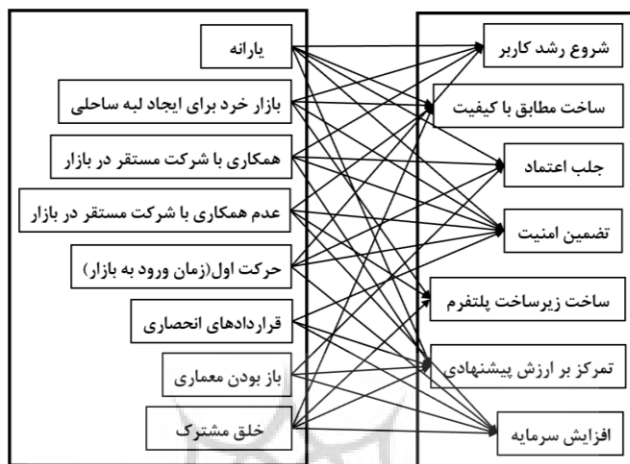 شروع رشد کاربر
ساخت مطابق با کیفیت
جلب اعتماد
تضمین امنیت
ساخت زیرساخت پلتفرم
تمرکز بر ارزش پیشنهادی
افزایش سرمایه
یارانه
بازار خرد برای ایجاد لبه ساحلی
همکاری با شرکت مستقر در بازار
عدم همکاری با شرکت مستقر در بازار
حرکت اول(زمان ورود به بازار)
قراردادهای انحصاری
باز بودن معماری
خلق مشترک